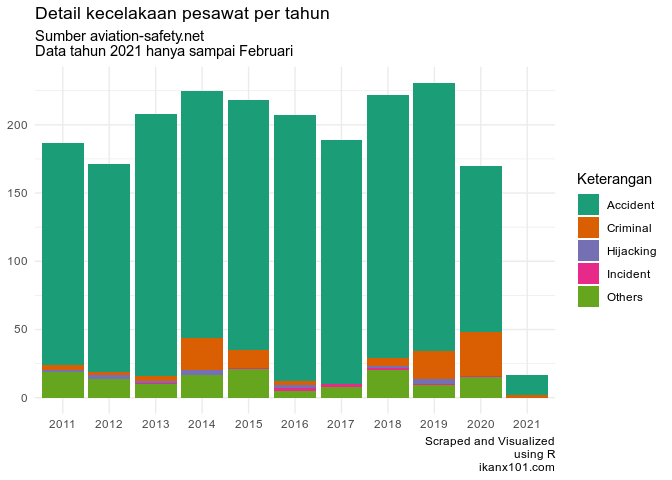 Detail kecelakaan pesawat per tahun
Sumber aviation-safety.net
Data tahun 2021 hanya sampai Februari
200
150
100
50
0
2011 2012 2013 2014 2015 2016 2017 2018 2019 2020 2021
Keterangan
Accident
Criminal
Hijacking
Incident
Others
Scraped and Visualized
using R
ikanx101.com